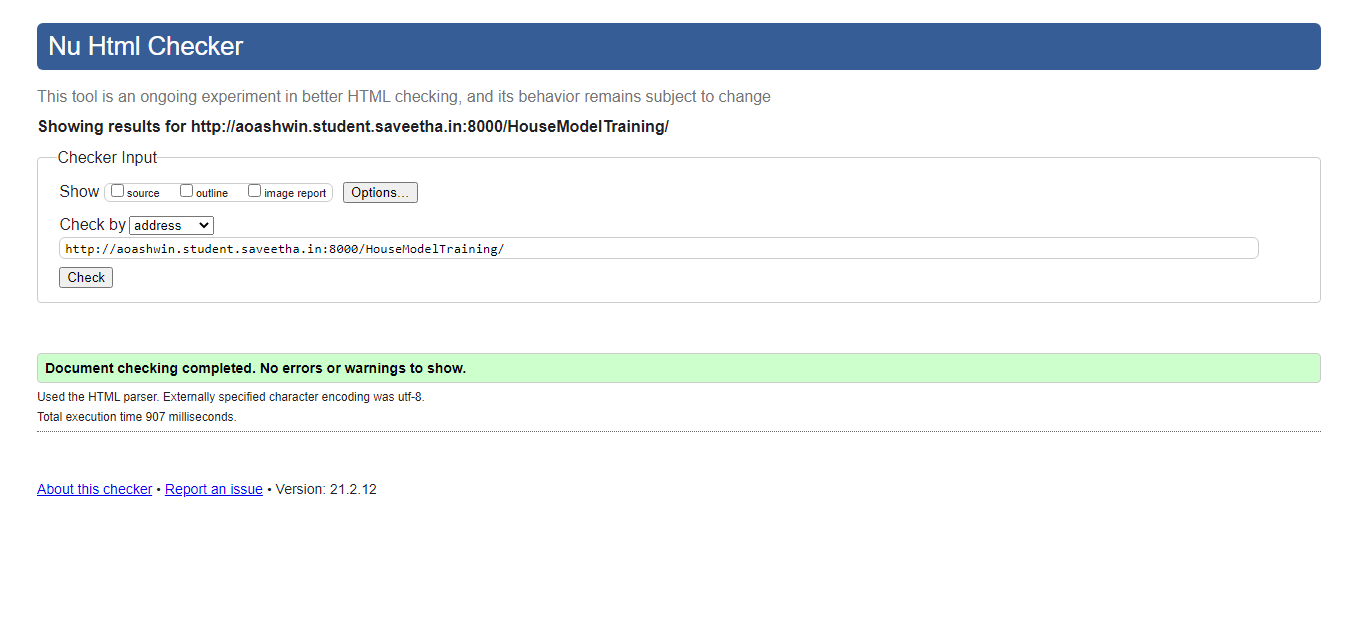 Nu Html Checker
This tool is an ongoing experiment in better HTML checking, and its behavior remains subject to change
Showing results for http://aoashwin.student.saveetha.in:8000/HouseModelTraining/
Checker Input
Show source outline image report Options...
Check by address
http://aoashwin.student.saveetha.in:8000/HouseModelTraining/
Check
Document checking completed. No errors or warnings to show.
Used the HTML parser. Externally specified character encoding was utf-8.
Total execution time 907 milliseconds.
About this checker • Report an issue • Version: 21.2.12